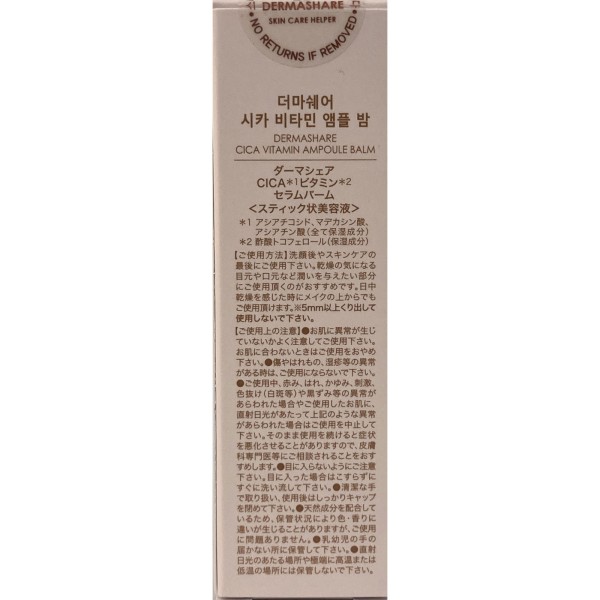 DERMASHARE
SKIN CARE HELPER
NO RETURNS IF REMOVED
더마쉐어
시카 비타민 앰플 밤
DERMASHARE
CICA VITAMIN AMPOULE BALM
ダーマシェア
CICA*1ビタミン*2
セラムバーム
<スティック状美容液>
*1 アシアチコシド、マデカシン酸、
アシアチン酸(全て保湿成分)
*2 酢酸トコフェロール(保湿成分)
【ご使用方法】洗顔後やスキンケアの
最後にご使用下さい。乾燥の気になる
目元や口元など潤いを与えたい部分
にご使用頂くのがおすすめです。日中
乾燥を感じた時にメイクの上からでも
ご使用頂けます。※5mm以上くり出して
使用しないで下さい。
【ご使用上の注意】●お肌に異常が生じ
ていないかよく注意してご使用下さい。
お肌に合わないときはご使用をおやめ
下さい。●傷やはれもの、湿疹等の異常
がある時は、ご使用にならないで下さい。
●ご使用中、赤み、はれ、かゆみ、刺激、
色抜け(白斑等)や黒ずみ等の異常が
あらわれた場合やご使用したお肌に、
直射日光があたって上記のような異常
があらわれた場合はご使用を中止して
下さい。そのまま使用を続けると症状
を悪化させることがありますので、皮膚
科専門医等にご相談されることをおす
すめします。●目に入らないようにご注意
下さい。目に入った場合はこすらずに
すぐに洗い流して下さい。●清潔な手
で取り扱い、使用後はしっかりキャップ
を閉めて下さい。●天然成分を配合して
いるため、保管状況により色・香りに
違いが生じることがありますが、ご使用
に問題ありません。●乳幼児の手の
届かない所に保管して下さい。●直射
日光のあたる場所や極端に高温または
低温の場所には保管しないで下さい。